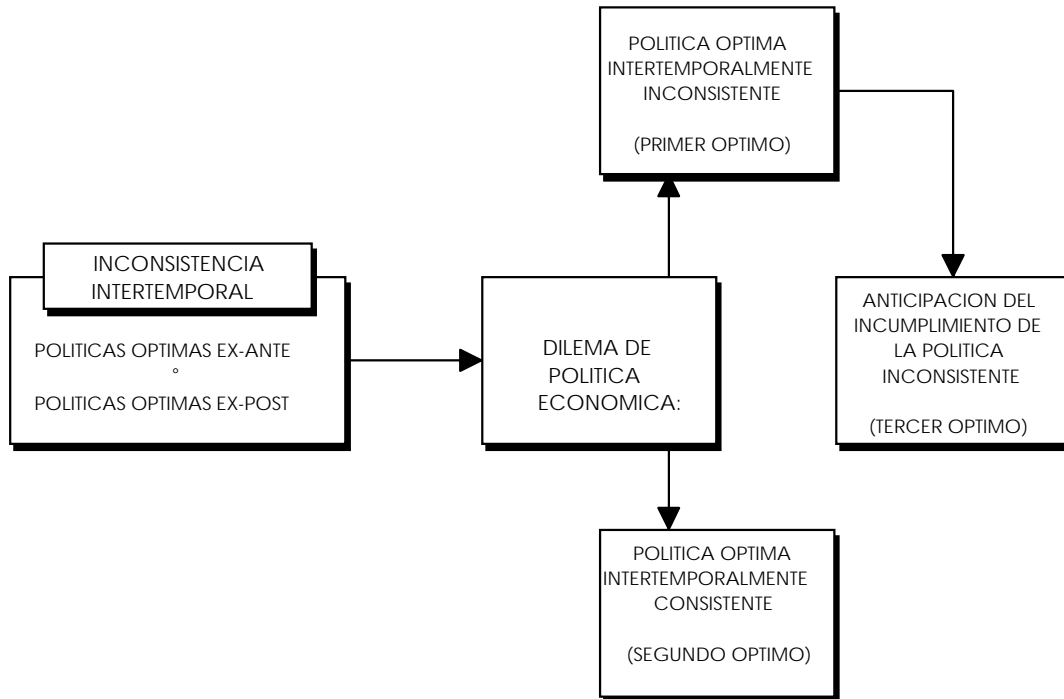 POLITICA OPTIMA
INTERTEMPORALMENTE
INCONSISTENTE
(PRIMER OPTIMO)
INCONSISTENCIA
INTERTEMPORAL
POLITICAS OPTIMAS EX-ANTE
°
POLITICAS OPTIMAS EX-POST
DILEMA DE
POLITICA
ECONOMICA:
ANTICIPACION DEL
INCUMPLIMIENTO DE
LA POLITICA
INCONSISTENTE
(TERCER OPTIMO)
POLITICA OPTIMA
INTERTEMPORALMENTE
CONSISTENTE
(SEGUNDO OPTIMO)